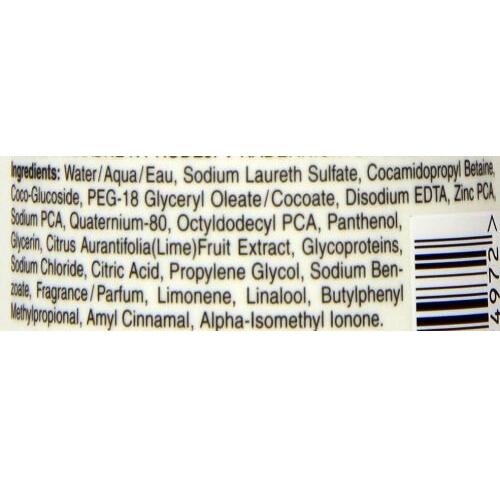 Ingredients: Water/Aqua/Eau, Sodium Laureth Sulfate, Cocamidopropyl Betaine,
Coco-Glucoside, PEG-18 Glyceryl Oleate/Cocoate, Disodium EDTA, Zinc PCA,
Sodium PCA, Quaternium-80, Octyldodecyl PCA, Panthenol,
Glycerin, Citrus Aurantifolia(Lime)Fruit Extract, Glycoproteins,
Sodium Chloride, Citric Acid, Propylene Glycol, Sodium Ben-
zoate, Fragrance/Parfum, Limonene, Linalool, Butylphenyl
Methylpropional, Amyl Cinnamal, Alpha-Isomethyl Ionone.
4972 >